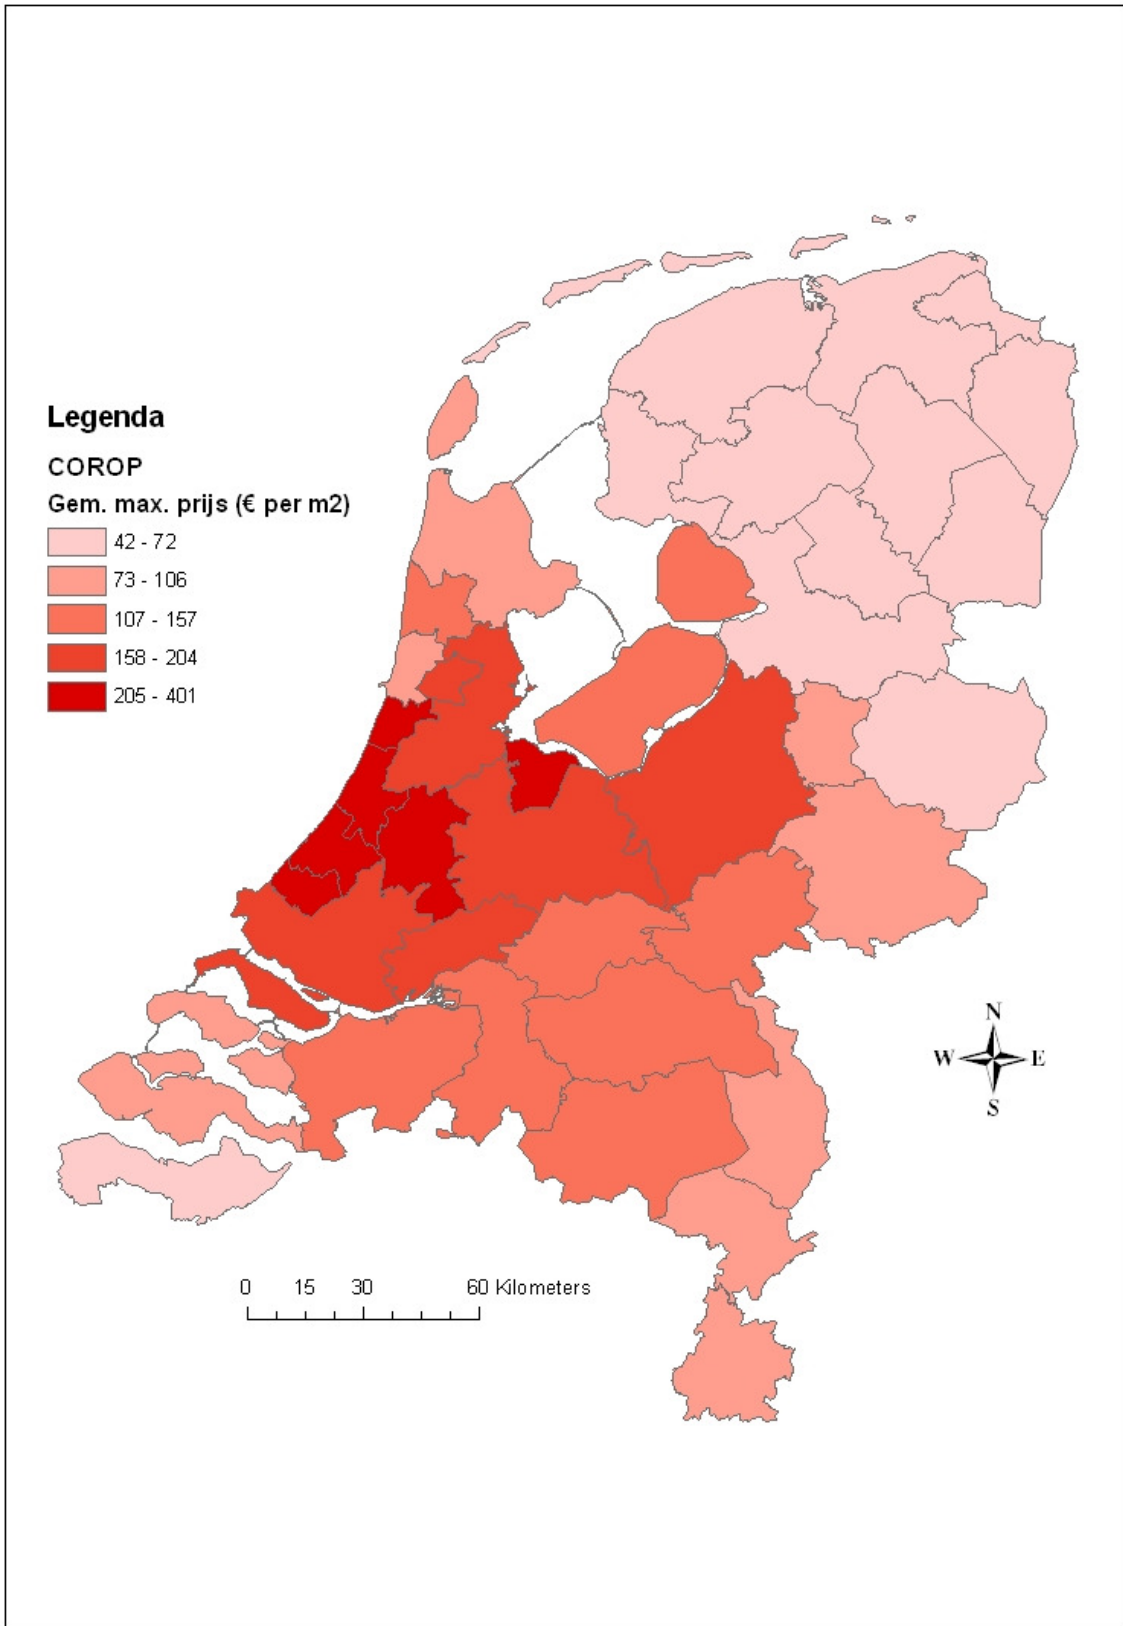 Legenda
COROP
Gem. max. prijs (€ per m2)
42 - 72
73 - 106
107 - 157
158 - 204
205 - 401
N
W E
S
0 15 30 60 Kilometers